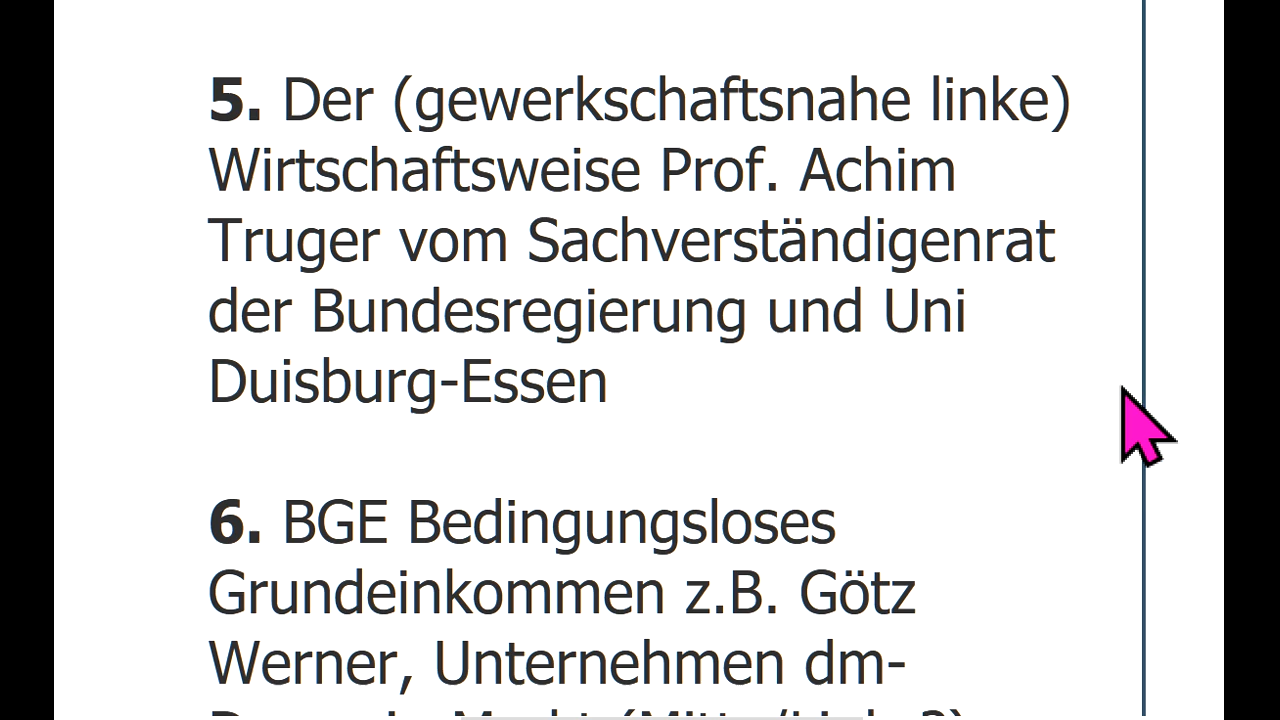 5. Der (gewerkschaftsnahe linke)
Wirtschaftsweise Prof. Achim
Truger vom Sachverständigenrat
der Bundesregierung und Uni
Duisburg-Essen
6. BGE Bedingungsloses
Grundeinkommen z.B. Götz
Werner, Unternehmen dm-